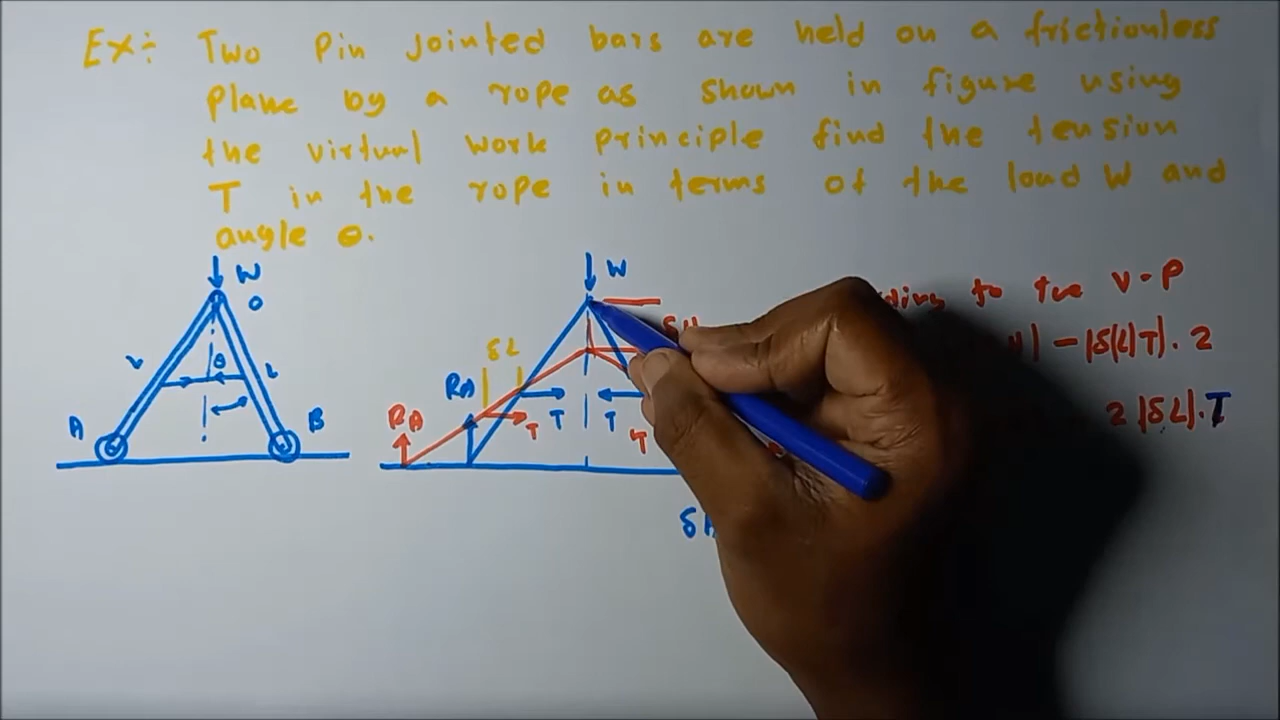 Ex:- Two Pin Jointed bars are held on a frictionless
plane by a rope as shown in figure using
the virtual work principle find the tension
T in the rope in terms of the load W and
angle θ.
W
O
θ
L
A
B
W
δL
RA
RA
T
T
T
T
to the V-P
- |δ(L)T|. 2
2 |δL|.T